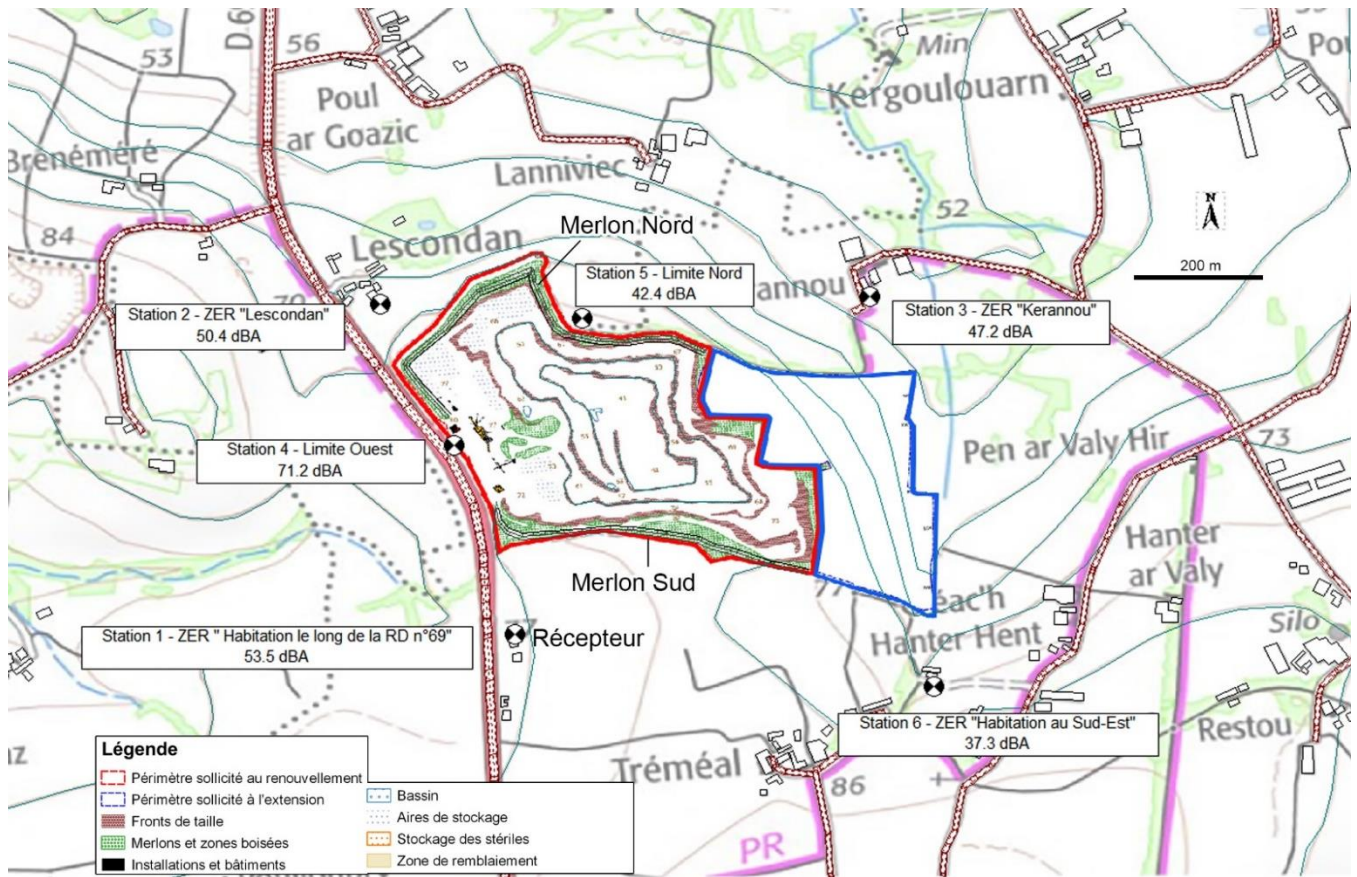 53
D.6
56
Poul
ar Goazic
Min
Kergoulouarn
Brenéméré
Lanniviec
84
Lescondan
Merlon Nord
52
N
200 m
Station 5 - Limite Nord
42.4 dBA
annou
Station 2 - ZER "Lescondan"
50.4 dBA
Station 3 - ZER "Kerannou"
47.2 dBA
Station 4 - Limite Ouest
71.2 dBA
Pen ar Valy Hir
73
Hanter
ar Valy
Merlon Sud
77
éac'h
Hanter Hent
Silo
Station 1 - ZER " Habitation le long de la RD n°69"
53.5 dBA
77
Récepteur
Station 6 - ZER "Habitation au Sud-Est"
37.3 dBA
Restou
Tréméal
86
PR
Légende
Périmètre sollicité au renouvellement
Périmètre sollicité à l'extension
Fronts de taille
Merlons et zones boisées
Installations et bâtiments
Bassin
Aires de stockage
Stockage des stériles
Zone de remblaiement